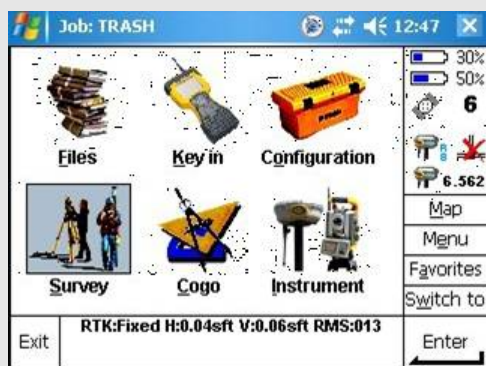 Job: TRASH 12:47
30%
50%
6
Files Key in Configuration
R8
6.562
Map
Menu
Favorites
Survey Cogo Instrument
Switch to
Exit RTK:Fixed H:0.04sft V:0.06sft RMS:013 Enter